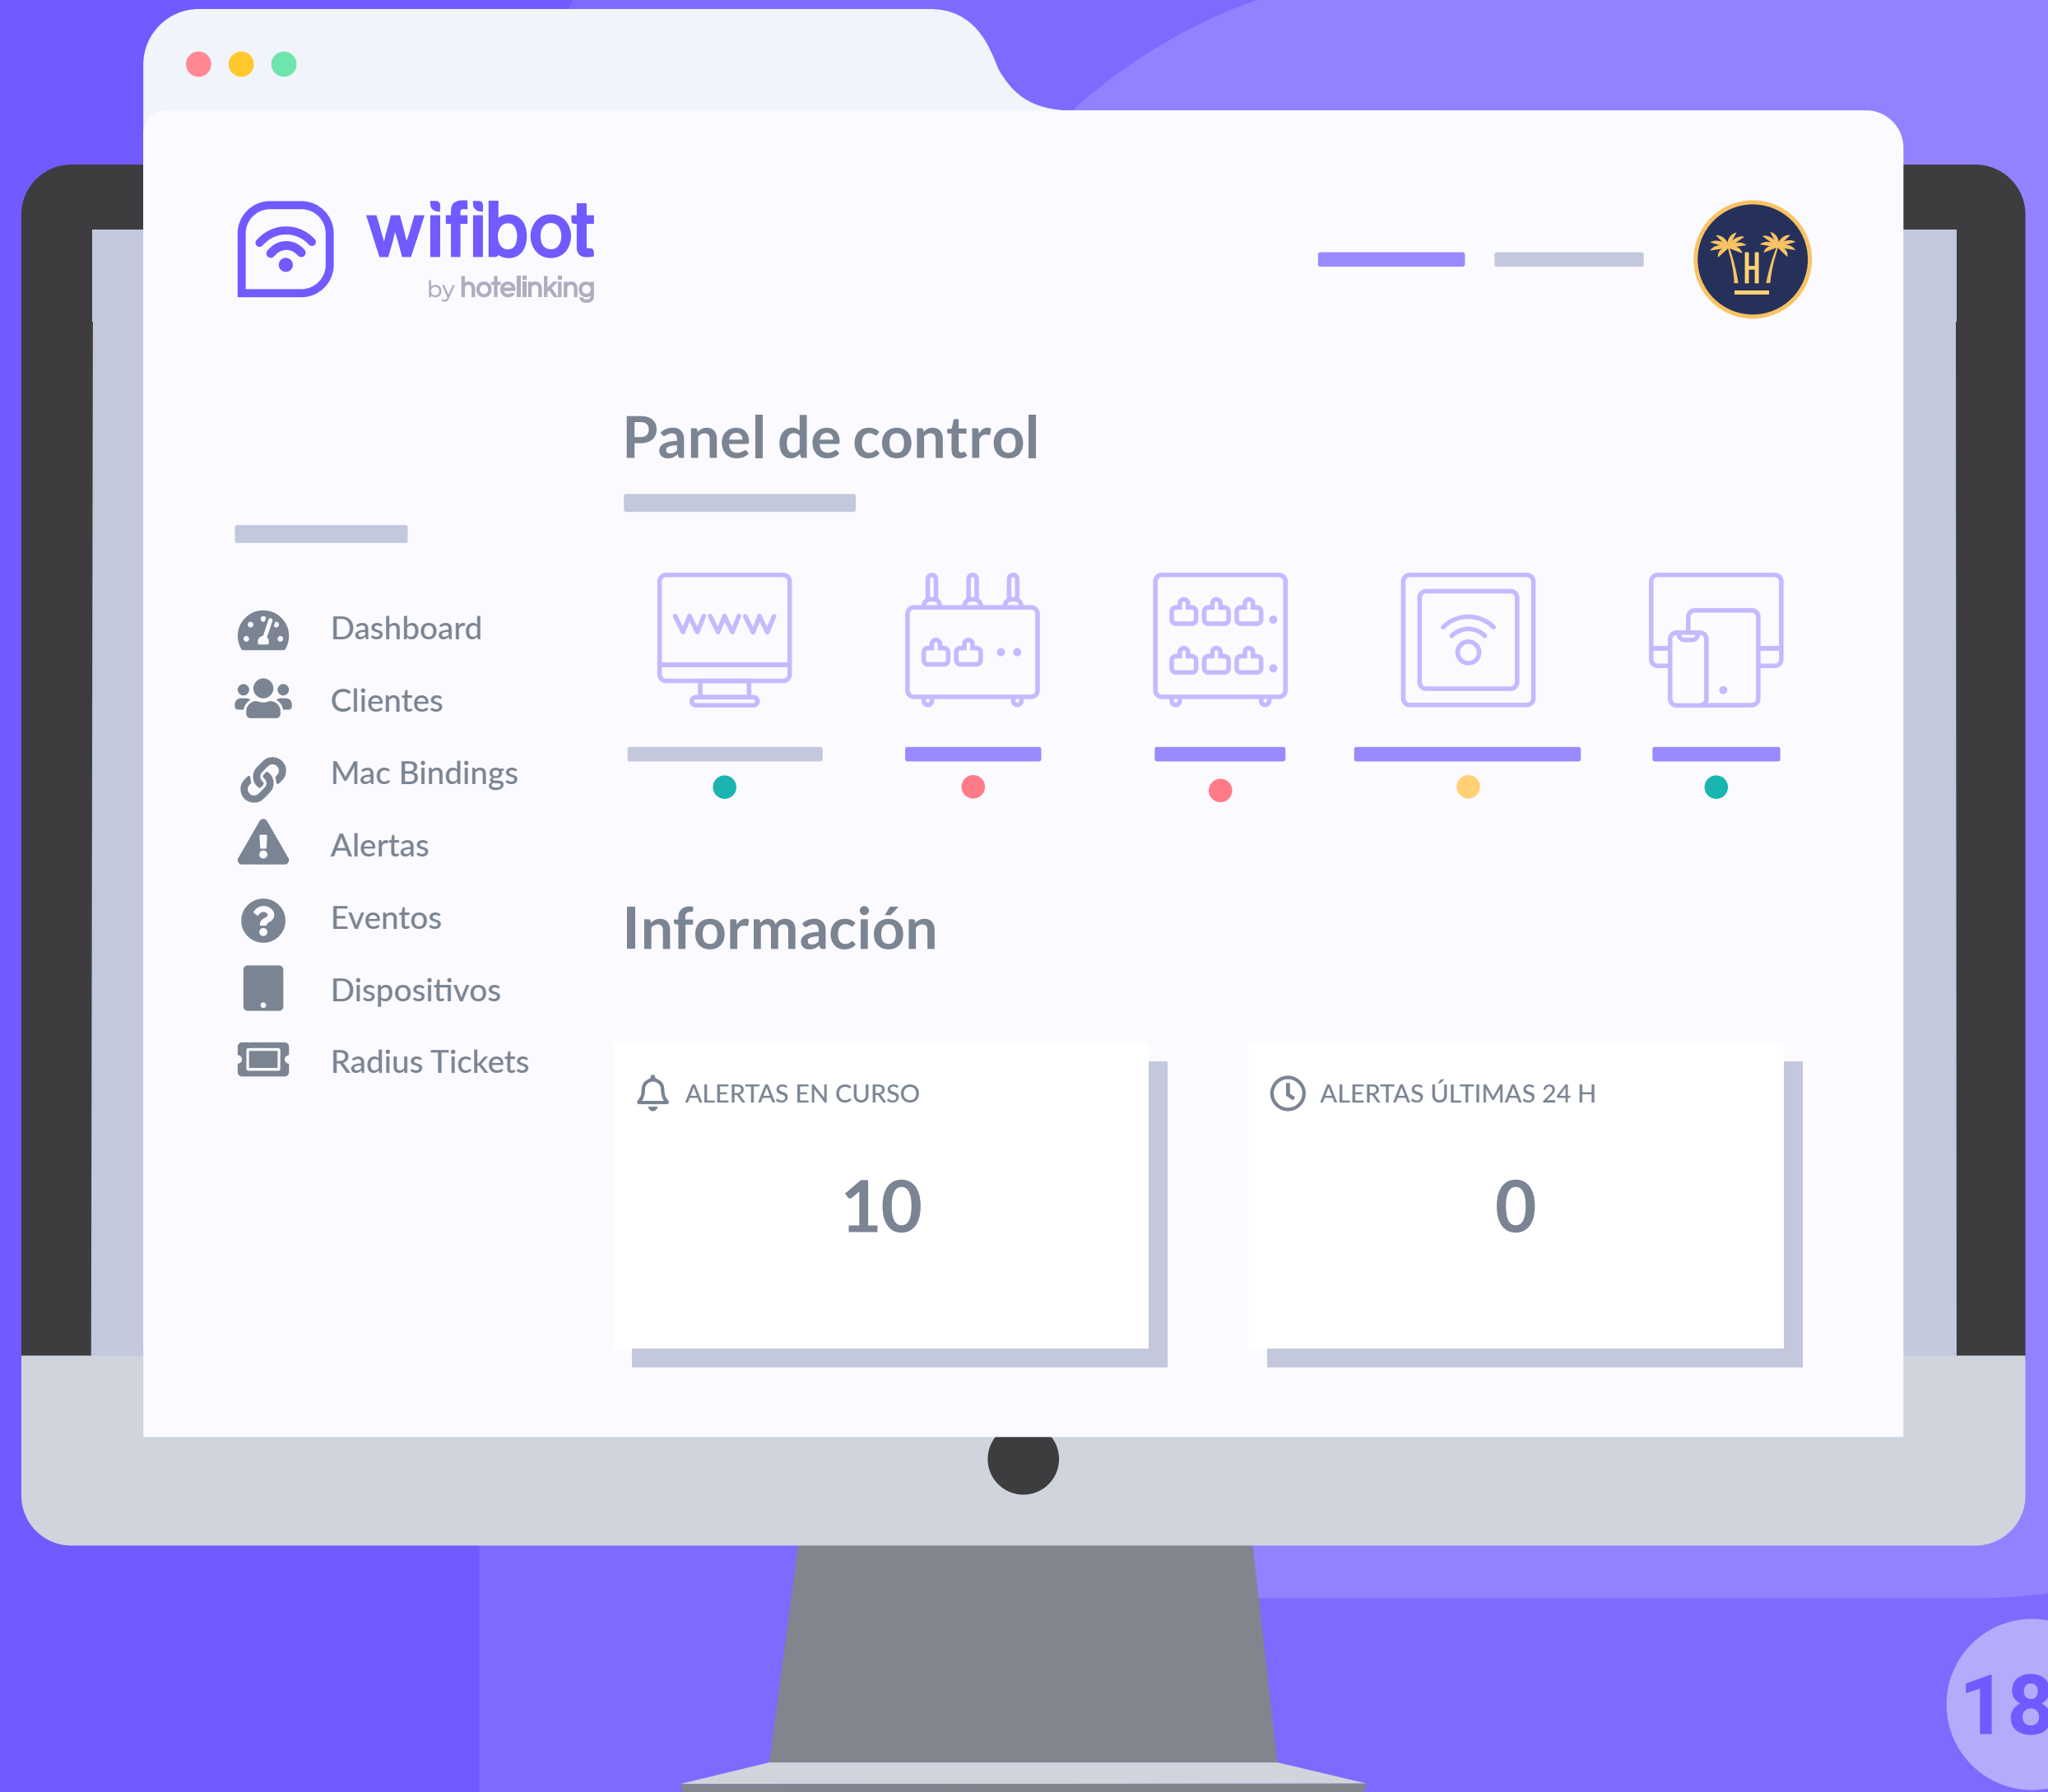 wifibot
by hotelinking
H
Panel de control
www
Dashboard
Clientes
Mac Bindings
Alertas
Eventos
Dispositivos
Radius Tickets
Información
ALERTAS EN CURSO
10
ALERTAS ÚLTIMAS 24 H
0
18